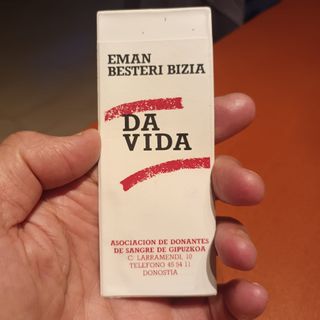 EMAN
BESTERI BIZIA
DA
VIDA
ASOCIACION DE DONANTES
DE SANGRE DE GIPUZKOA
C: LARRAMENDI, 10
TELEFONO 45 54 11
DONOSTIA